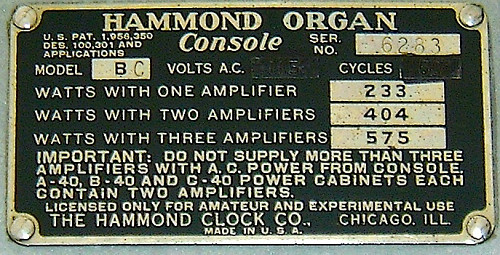 HAMMOND ORGAN
U.S. PAT. 1,956,350
DES. 100,301 AND
APPLICATIONS
Console
SER. NO. 6283
MODEL BC VOLTS A.C. 115 CYCLES
WATTS WITH ONE AMPLIFIER 233
WATTS WITH TWO AMPLIFIERS 404
WATTS WITH THREE AMPLIFIERS 575
IMPORTANT: DO NOT SUPPLY MORE THAN THREE
AMPLIFIERS WITH A.C. POWER FROM CONSOLE.
A-40, B-40 AND C-40 POWER CABINETS EACH
CONTAIN TWO AMPLIFIERS.
LICENSED ONLY FOR AMATEUR AND EXPERIMENTAL USE
THE HAMMOND CLOCK CO., CHICAGO, ILL.
MADE IN U.S.A.